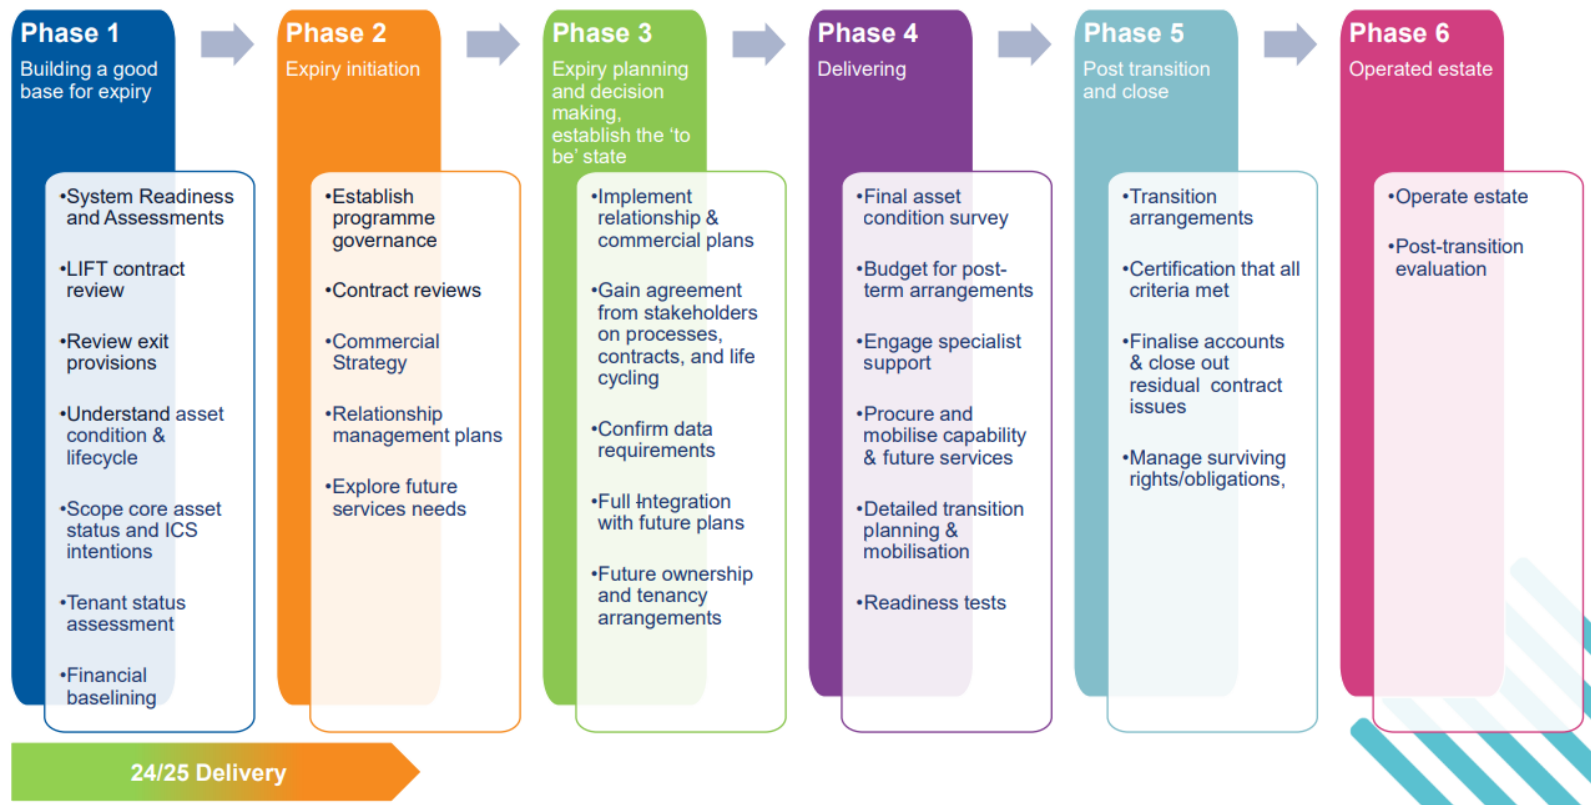 Phase 1
Building a good
base for expiry
•System Readiness
and Assessments
•LIFT contract
review
•Review exit
provisions
•Understand asset
condition &
lifecycle
•Scope core asset
status and ICS
intentions
•Tenant status
assessment
•Financial
baselining
Phase 2
Expiry initiation
•Establish
programme
governance
•Contract reviews
•Commercial
Strategy
•Relationship
management plans
•Explore future
services needs
Phase 3
Expiry planning
and decision
making,
establish the ‘to
be’ state
•Implement
relationship &
commercial plans
•Gain agreement
from stakeholders
on processes,
contracts, and life
cycling
•Confirm data
requirements
•Full Integration
with future plans
•Future ownership
and tenancy
arrangements
Phase 4
Delivering
•Final asset
condition survey
•Budget for post-
term arrangements
•Engage specialist
support
•Procure and
mobilise capability
& future services
•Detailed transition
planning &
mobilisation
•Readiness tests
Phase 5
Post transition
and close
•Transition
arrangements
•Certification that all
criteria met
•Finalise accounts
& close out
residual contract
issues
•Manage surviving
rights/obligations,
Phase 6
Operated estate
•Operate estate
•Post-transition
evaluation
24/25 Delivery